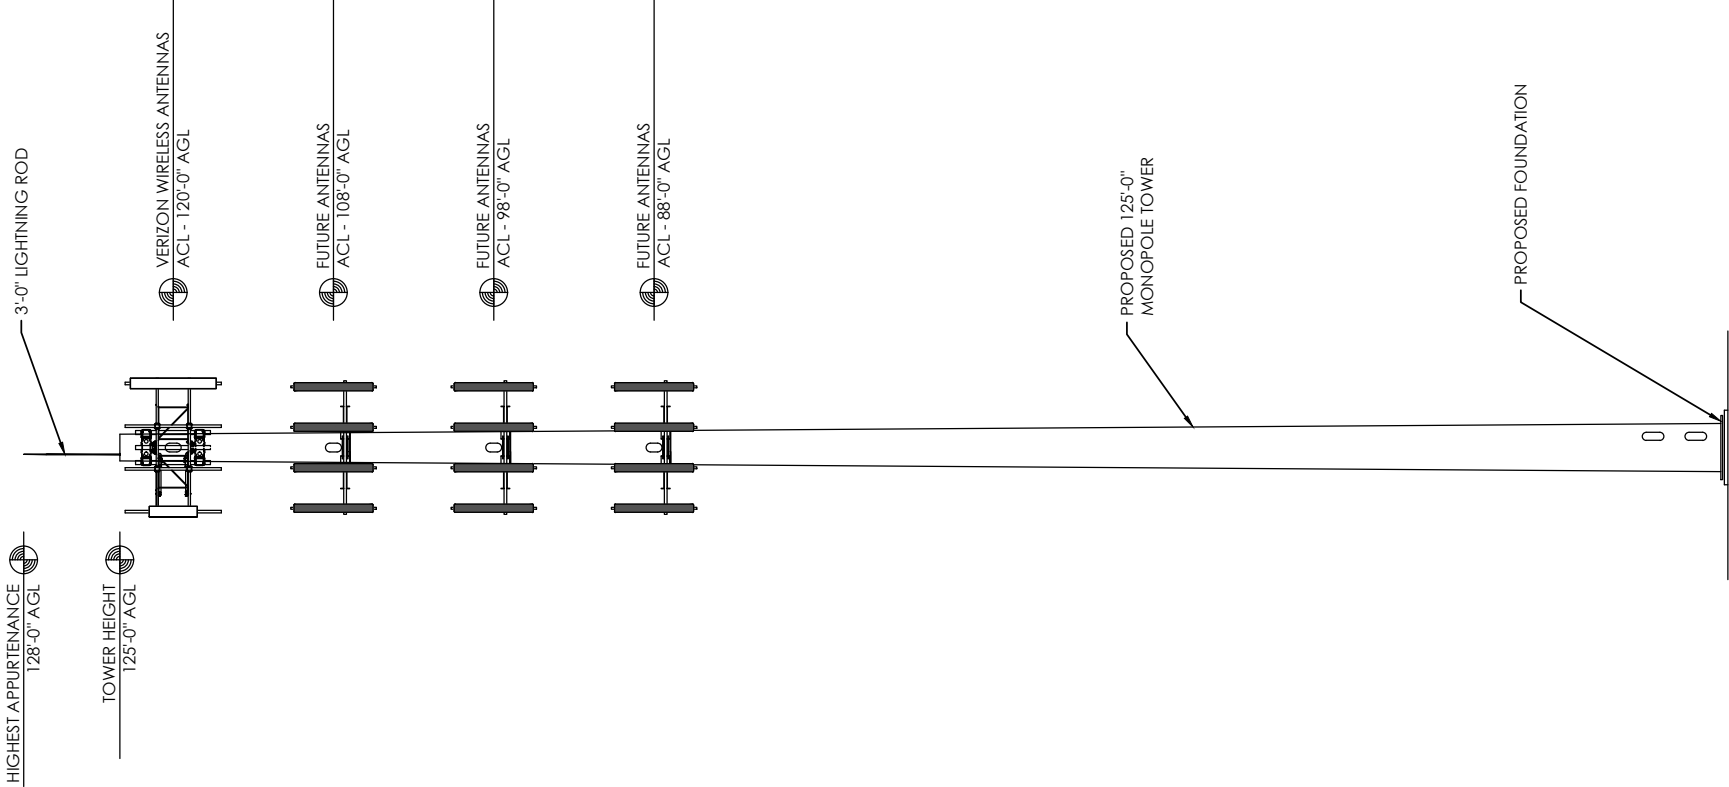 HIGHEST APPURTENANCE
128'-0" AGL
TOWER HEIGHT
125'-0" AGL
3'-0" LIGHTNING ROD
VERIZON WIRELESS ANTENNAS
ACL - 120'-0" AGL
FUTURE ANTENNAS
ACL - 108'-0" AGL
FUTURE ANTENNAS
ACL - 98'-0" AGL
FUTURE ANTENNAS
ACL - 88'-0" AGL
PROPOSED 125'-0"
MONOPOLE TOWER
PROPOSED FOUNDATION